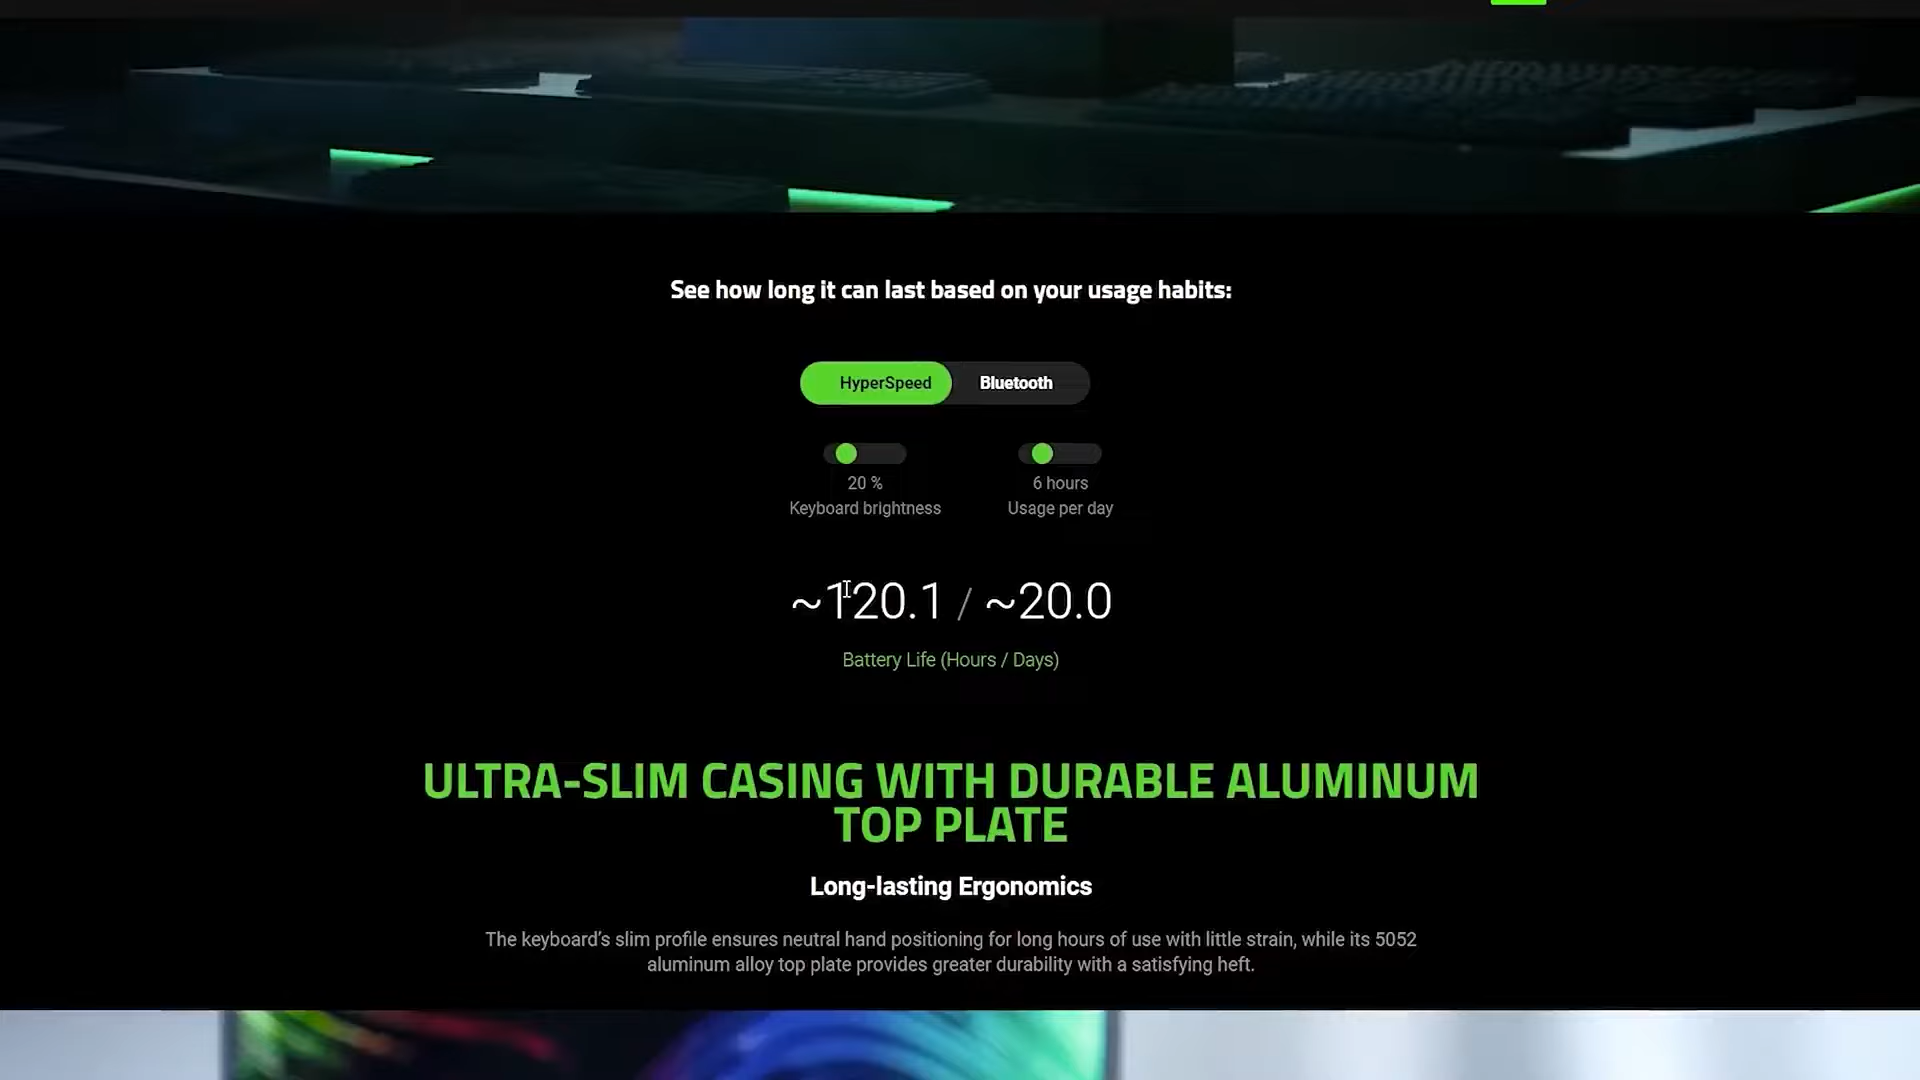 See how long it can last based on your usage habits:
HyperSpeed Bluetooth
20 % 6 hours
Keyboard brightness Usage per day
~120.1 / ~20.0
Battery Life (Hours / Days)
ULTRA-SLIM CASING WITH DURABLE ALUMINUM
TOP PLATE
Long-lasting Ergonomics
The keyboard’s slim profile ensures neutral hand positioning for long hours of use with little strain, while its 5052
aluminum alloy top plate provides greater durability with a satisfying heft.